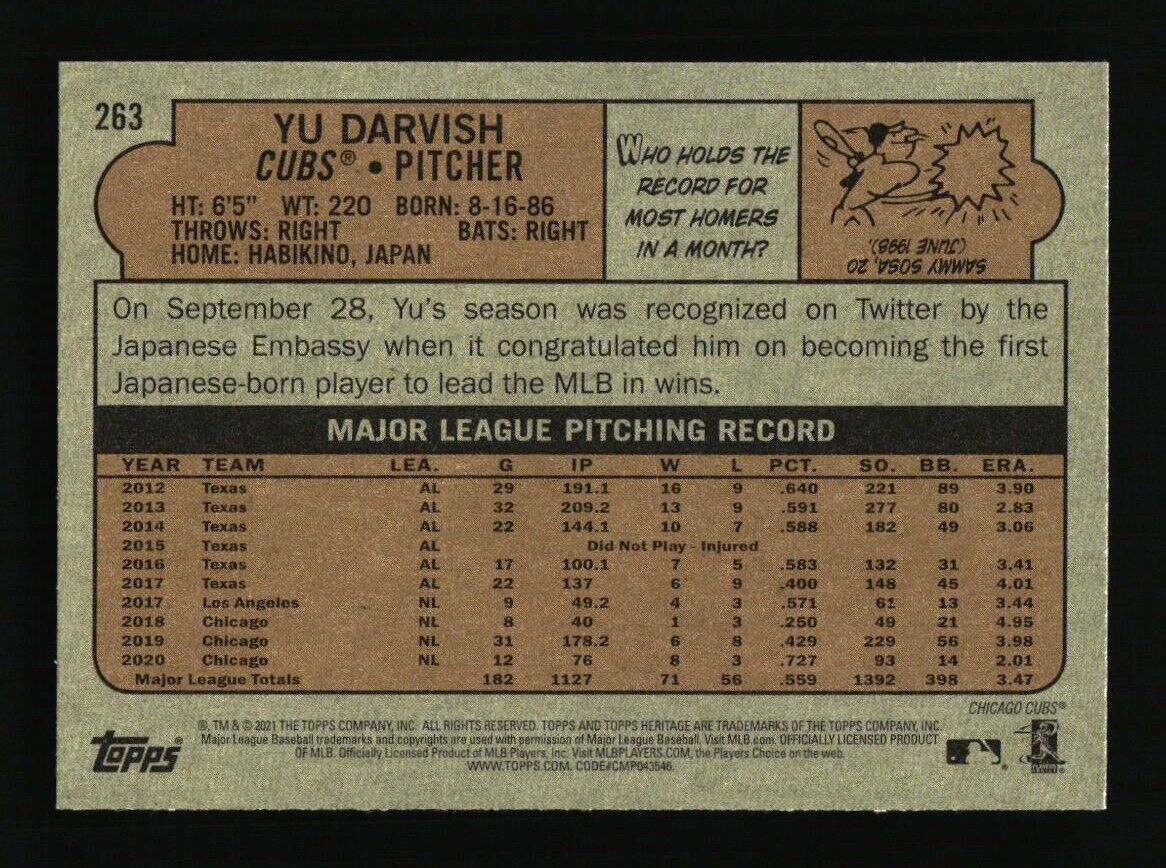 263
YU DARVISH
CUBS® • PITCHER
HT: 6'5" WT: 220 BORN: 8-16-86
THROWS: RIGHT BATS: RIGHT
HOME: HABIKINO, JAPAN
WHO HOLDS THE
RECORD FOR
MOST HOMERS
IN A MONTH?
SAMMY SOSA, 20
(JUNE 1998).
On September 28, Yu's season was recognized on Twitter by the
Japanese Embassy when it congratulated him on becoming the first
Japanese-born player to lead the MLB in wins.
MAJOR LEAGUE PITCHING RECORD
YEAR TEAM LEA. G IP W L PCT. SO. BB. ERA.
2012 Texas AL 29 191.1 16 9 .640 221 89 3.90
2013 Texas AL 32 209.2 13 9 .591 277 80 2.83
2014 Texas AL 22 144.1 10 7 .588 182 49 3.06
2015 Texas AL Did Not Play - Injured
2016 Texas AL 17 100.1 7 5 .583 132 31 3.41
2017 Texas AL 22 137 6 9 .400 148 45 4.01
2017 Los Angeles NL 9 49.2 4 3 .571 61 13 3.44
2018 Chicago NL 8 40 1 3 .250 49 21 4.95
2019 Chicago NL 31 178.2 6 8 .429 229 56 3.98
2020 Chicago NL 12 76 8 3 .727 93 14 2.01
Major League Totals 182 1127 71 56 .559 1392 398 3.47
CHICAGO CUBS®
topps®
®, TM & © 2021 THE TOPPS COMPANY, INC. ALL RIGHTS RESERVED. TOPPS AND TOPPS HERITAGE ARE TRADEMARKS OF THE TOPPS COMPANY, INC.
Major League Baseball trademarks and copyrights are used with permission of Major League Baseball. Visit MLB.com. OFFICIALLY LICENSED PRODUCT
OF MLB. Officially Licensed Product of MLB Players, Inc. Visit MLBPLAYERS.COM, the Players Choice on the web.
WWW.TOPPS.COM. CODE#CMP043546.